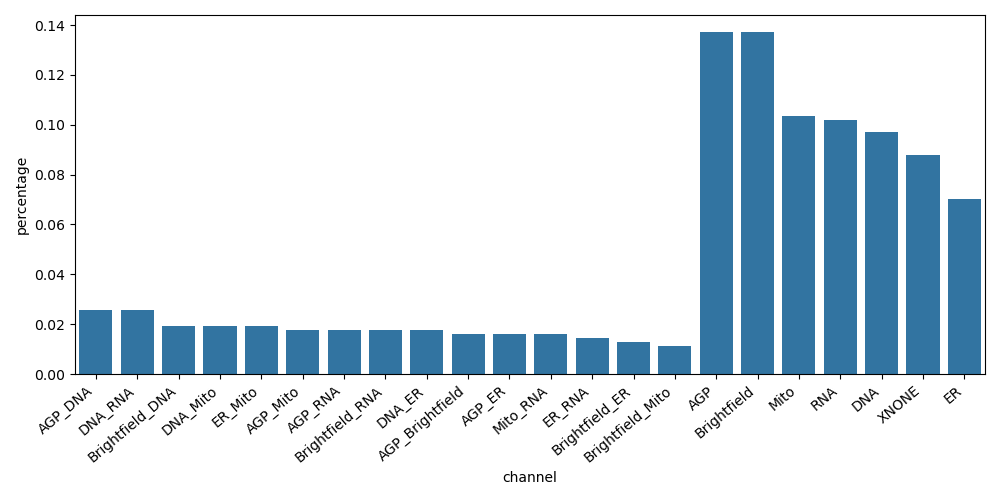 percentage
0.14
0.12
0.10
0.08
0.06
0.04
0.02
0.00
AGP_DNA
DNA_RNA
Brightfield_DNA
DNA_Mito
ER_Mito
AGP_Mito
AGP_RNA
Brightfield_RNA
DNA_ER
AGP_Brightfield
AGP_ER
Mito_RNA
ER_RNA
Brightfield_ER
Brightfield_Mito
AGP
Brightfield
Mito
RNA
DNA
XNONE
ER
channel